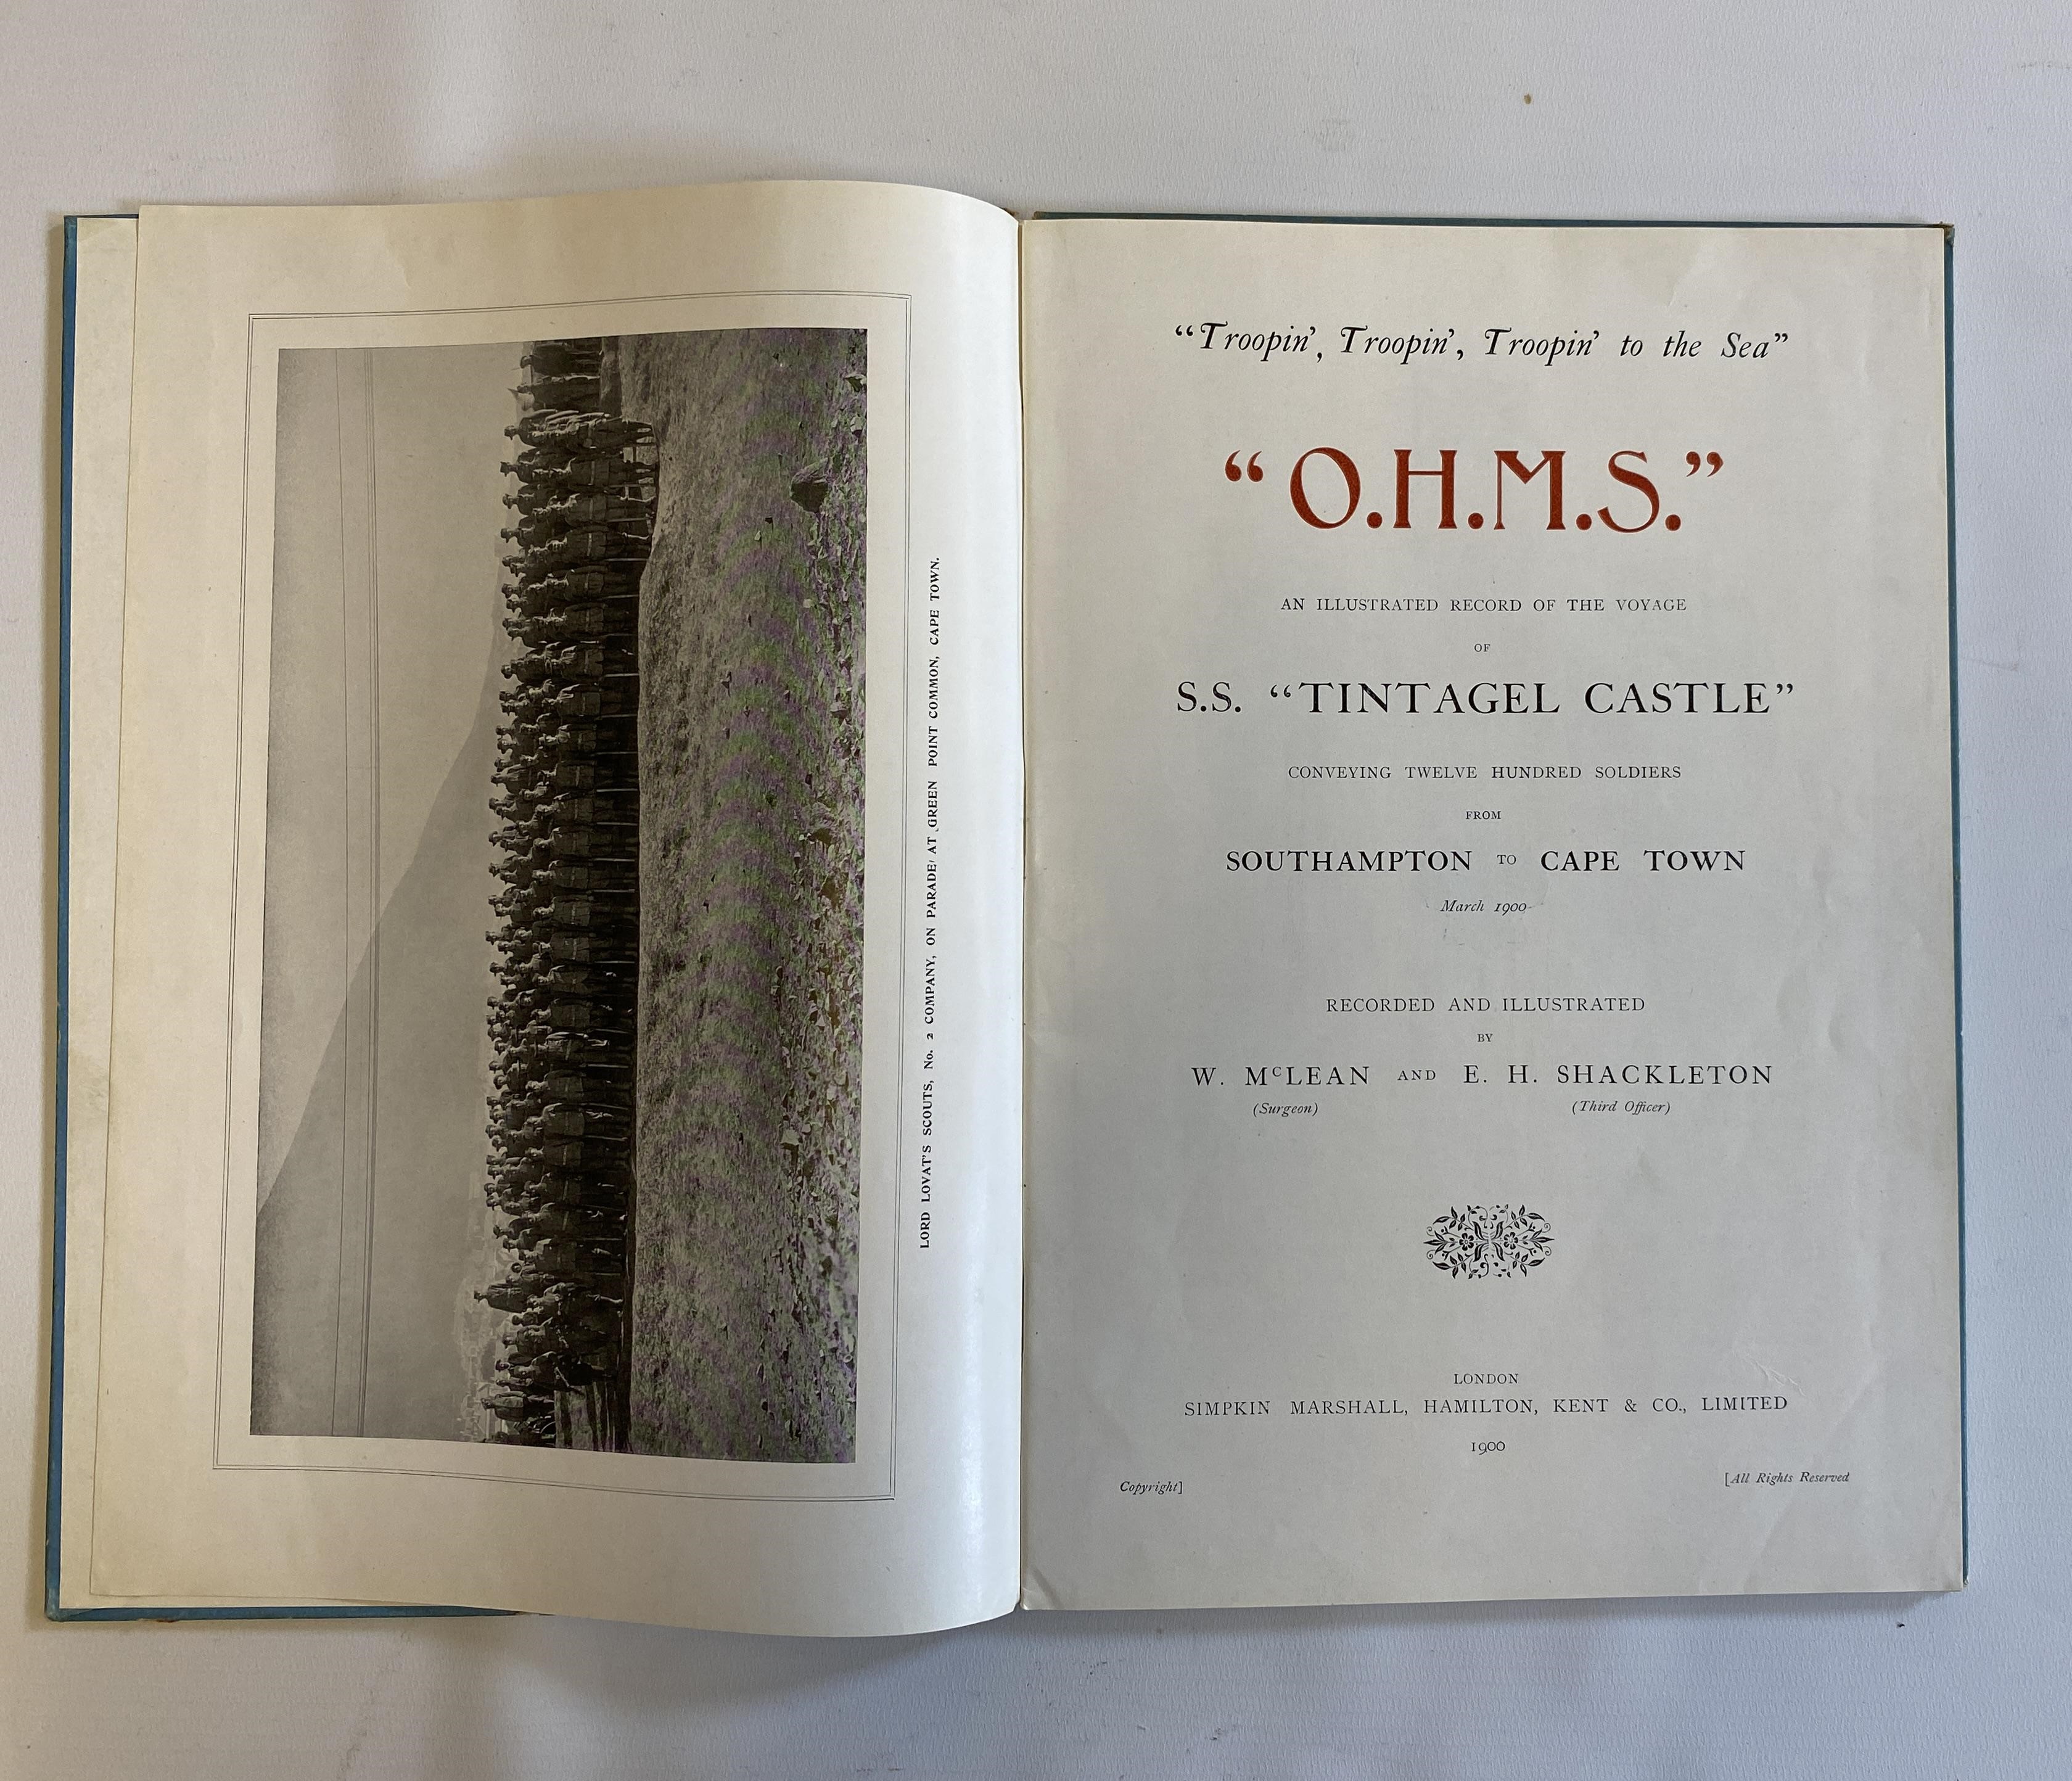 LORD LOVAT'S SCOUTS, No. 2 COMPANY, ON PARADE AT GREEN POINT COMMON, CAPE TOWN.
"Troopin', Troopin', Troopin' to the Sea"
"O.H.M.S."
AN ILLUSTRATED RECORD OF THE VOYAGE
OF
S.S. "TINTAGEL CASTLE"
CONVEYING TWELVE HUNDRED SOLDIERS
FROM
SOUTHAMPTON TO CAPE TOWN
March 1900
RECORDED AND ILLUSTRATED
BY
W. McLEAN AND E. H. SHACKLETON
(Surgeon) (Third Officer)
LONDON
SIMPKIN MARSHALL, HAMILTON, KENT & CO., LIMITED
1900
Copyright] [All Rights Reserved